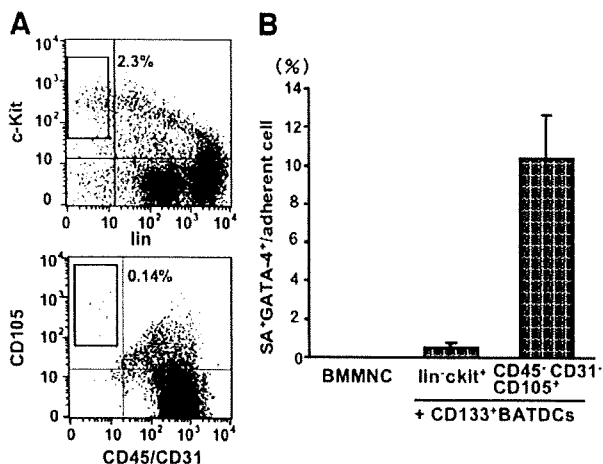 A
B
10⁴
10³
10²
10
0
c-Kit
2.3%
0 10 10² 10³ 10⁴
lin
10⁴
10³
10²
10
0
CD105
0.14%
0 10 10² 10³ 10⁴
CD45/CD31
(%)
14
12
10
8
6
4
2
0
SA⁺GATA-4⁺/adherent cell
BMMNC
lin⁻ckit⁺
CD45⁻ CD31⁻
CD105⁺
+ CD133⁺BATDCs